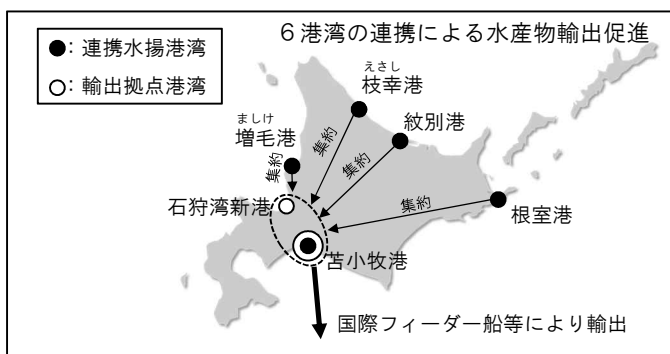 6港湾の連携による水産物輸出促進
●：連携水揚港湾
○：輸出拠点港湾
えさし
枝幸港
ましけ
増毛港
紋別港
集約
集約
集約
集約
石狩湾新港
根室港
苫小牧港
国際フィーダー船等により輸出